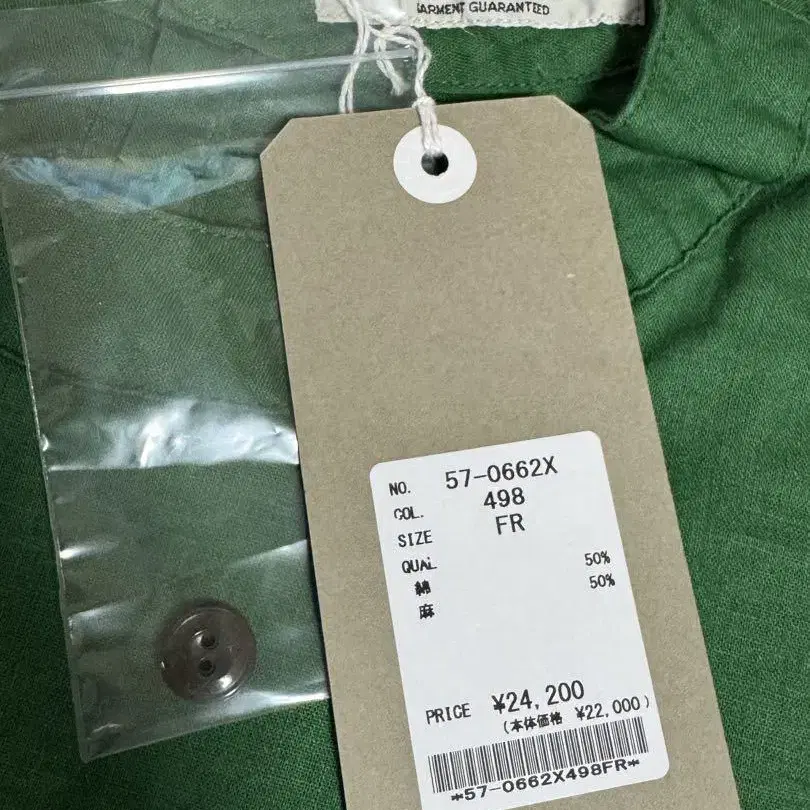 GARMENT GUARANTEED
NO. 57-0662X
COL. 498
SIZE FR
QUAL 50%
綿 50%
麻
PRICE ¥24,200
(本体価格 ¥22,000)
*57-0662X498FR*